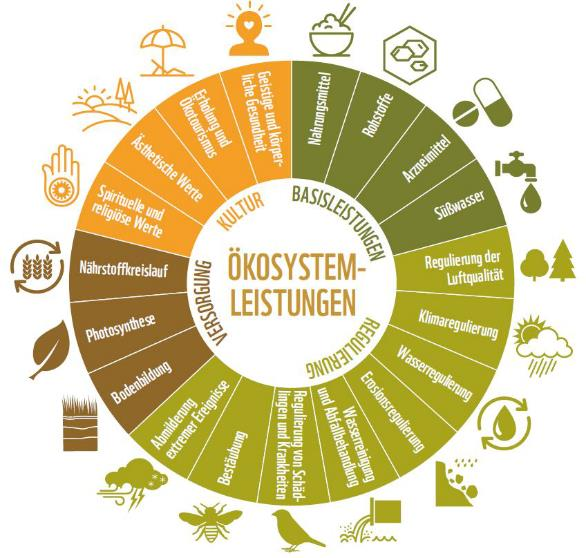 ÖKOSYSTEM-
LEISTUNGEN
BASISLEISTUNGEN
Nahrungsmittel
Rohstoffe
Arzneimittel
Süßwasser
REGULIERUNG
Regulierung der
Luftqualität
Klimaregulierung
Wasserregulierung
Erosionsregulierung
Wasserreinigung
und Abfallbehandlung
Regulierung von Schäd-
lingen und Krankheiten
Bestäubung
Abmilderung
extremer Ereignisse
VERSORGUNG
Bodenbildung
Photosynthese
Nährstoffkreislauf
KULTUR
Spirituelle und
religiöse Werte
Ästhetische Werte
Erholung und
Ökotourismus
Geistige und körper-
liche Gesundheit